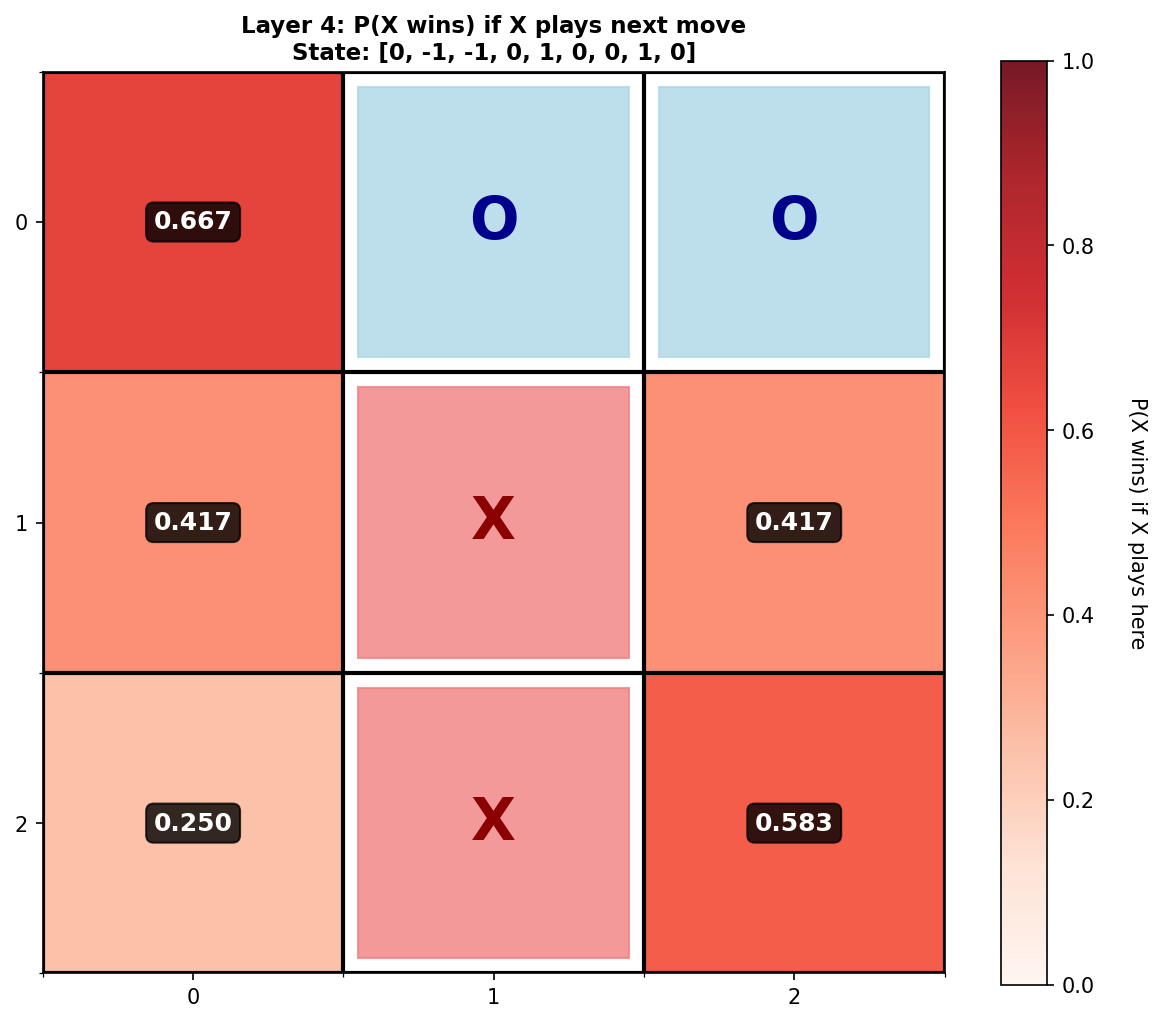 Layer 4: P(X wins) if X plays next move
State: [0, -1, -1, 0, 1, 0, 0, 1, 0]
0
0.667
O
O
1
0.417
X
0.417
2
0.250
X
0.583
0
1
2
1.0
0.8
0.6
0.4
0.2
0.0
P(X wins) if X plays here